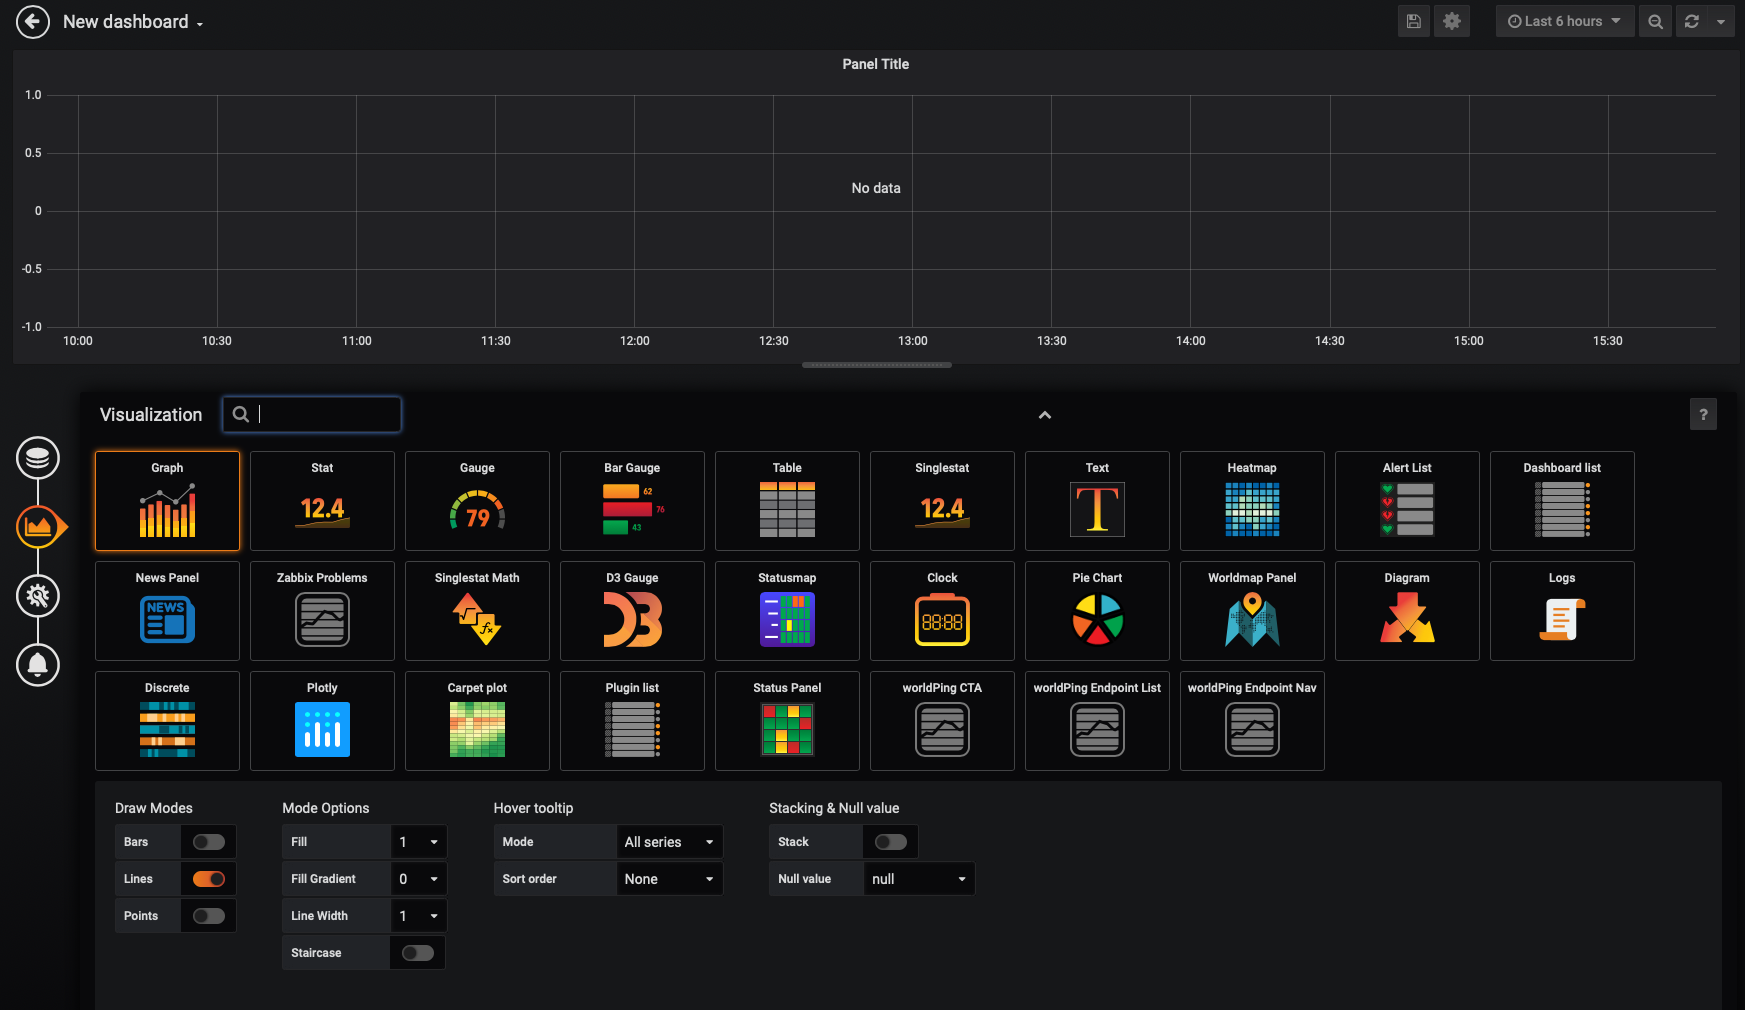 New dashboard
Last 6 hours
Panel Title
1.0
0.5
No data
0
-0.5
-1.0
10:00 10:30 11:00 11:30 12:00 12:30 13:00 13:30 14:00 14:30 15:00 15:30
Visualization
?
Graph Stat Gauge Bar Gauge Table Singlestat Text Heatmap Alert List Dashboard list
12.4 79 62 76 43 12.4 T
News Panel Zabbix Problems Singlestat Math D3 Gauge Statusmap Clock Pie Chart Worldmap Panel Diagram Logs
NEWS √ fx D3 88:88
Discrete Plotly Carpet plot Plugin list Status Panel worldPing CTA worldPing Endpoint List worldPing Endpoint Nav
Draw Modes Mode Options Hover tooltip Stacking & Null value
Bars Fill 1 Mode All series Stack
Lines Fill Gradient 0 Sort order None Null value null
Points Line Width 1
Staircase